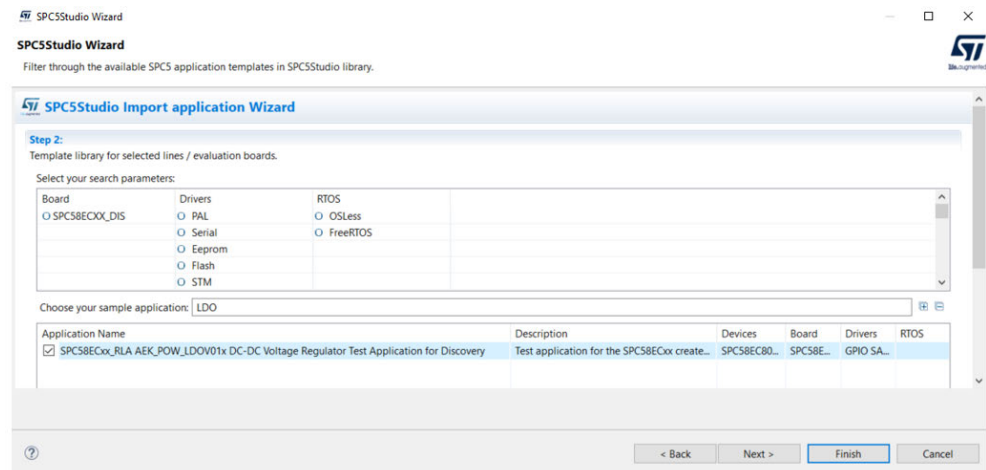 SPC5Studio Wizard
SPC5Studio Wizard
Filter through the available SPC5 application templates in SPC5Studio library.
SPC5Studio Import application Wizard
Step 2:
Template library for selected lines / evaluation boards.
Select your search parameters:
Board Drivers RTOS
SPC58ECXX_DIS PAL OSLess
Serial FreeRTOS
Eeprom
Flash
STM
Choose your sample application: LDO
Application Name Description Devices Board Drivers RTOS
SPC58ECxx_RLA AEK_POW_LDOV01x DC-DC Voltage Regulator Test Application for Discovery Test application for the SPC58ECxx create... SPC58EC80... SPC58E... GPIO SA...
? < Back Next > Finish Cancel